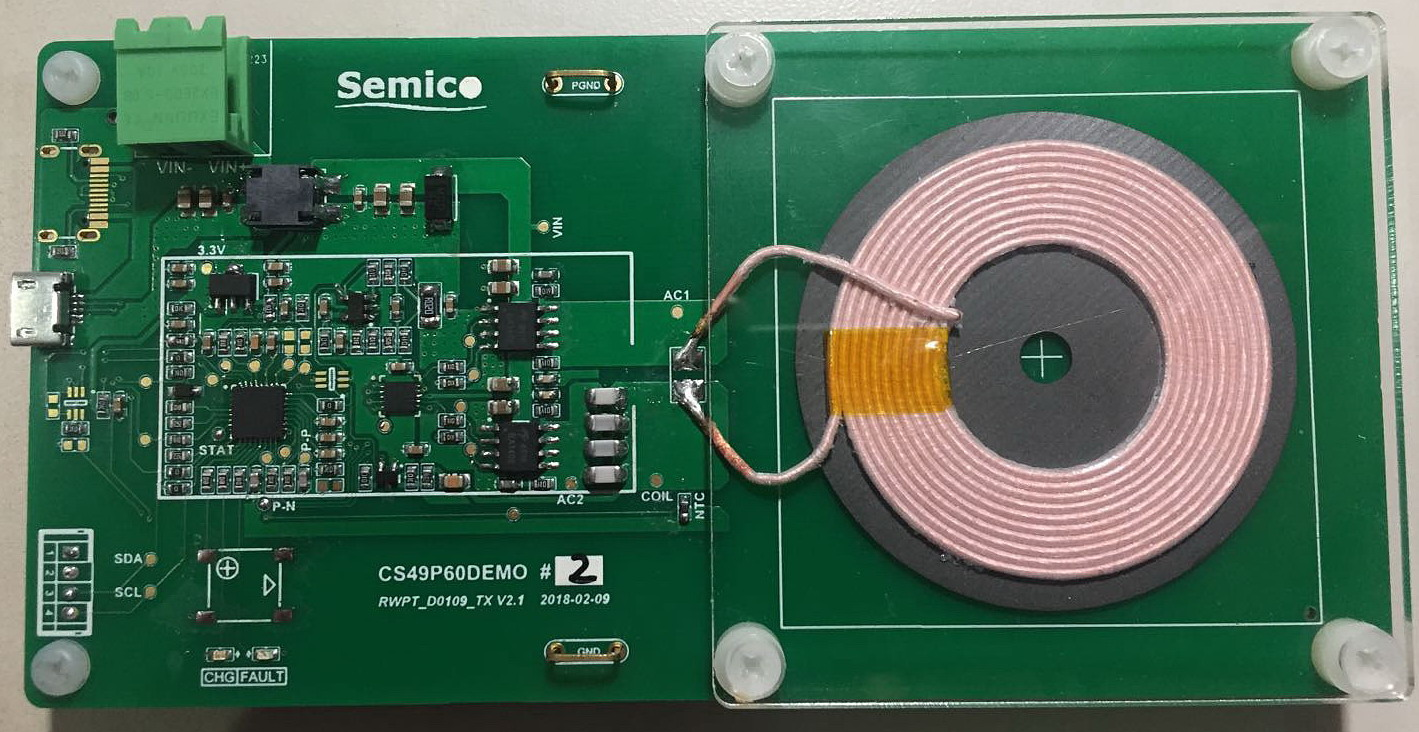 223
Semico
PGND
VIN- VIN+
VIN
3.3V
AC1
STAT
P-P
AC2
COIL
NTC
P-N
1
2
3
4
SDA
SCL
CS49P60DEMO # 2
RWPT_D0109_TX V2.1 2018-02-09
GND
CHG FAULT